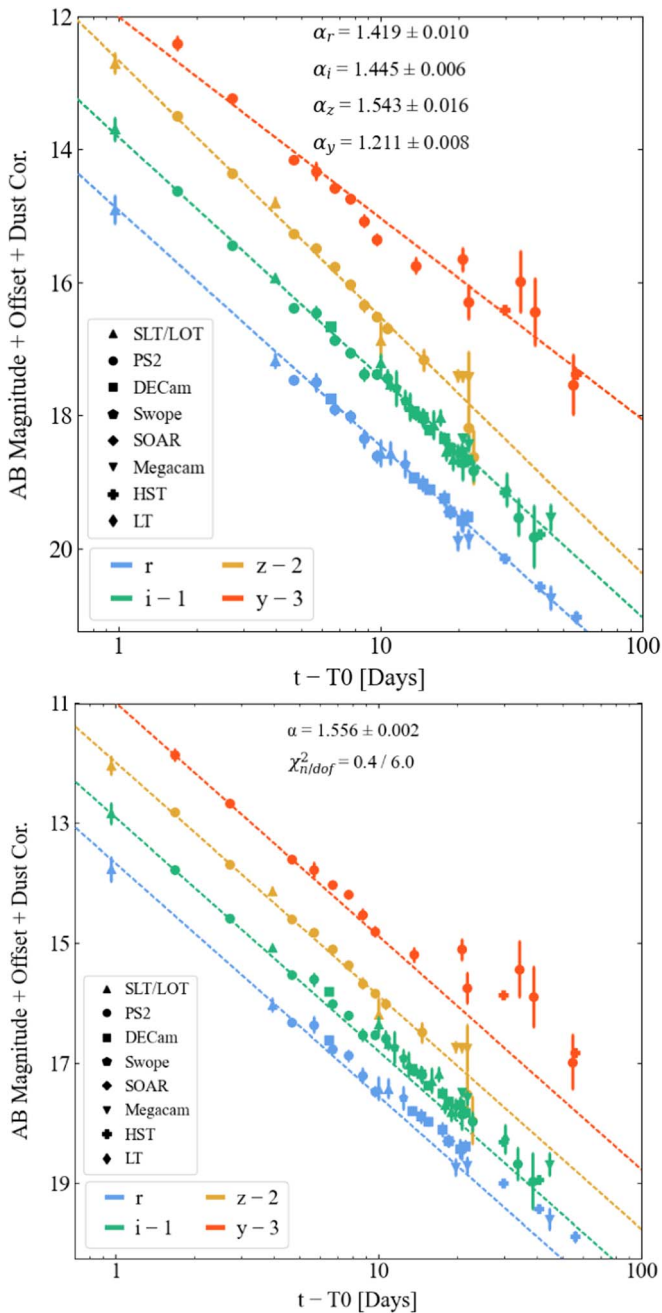 12
14
16
18
20
AB Magnitude + Offset + Dust Cor.
α_r = 1.419 ± 0.010
α_i = 1.445 ± 0.006
α_z = 1.543 ± 0.016
α_y = 1.211 ± 0.008
SLT/LOT
PS2
DECam
Swope
SOAR
Megacam
HST
LT
r z − 2
i − 1 y − 3
1 10 100
t − T0 [Days]
11
13
15
17
19
AB Magnitude + Offset + Dust Cor.
α = 1.556 ± 0.002
χ²_n/dof = 0.4 / 6.0
SLT/LOT
PS2
DECam
Swope
SOAR
Megacam
HST
LT
r z − 2
i − 1 y − 3
1 10 100
t − T0 [Days]